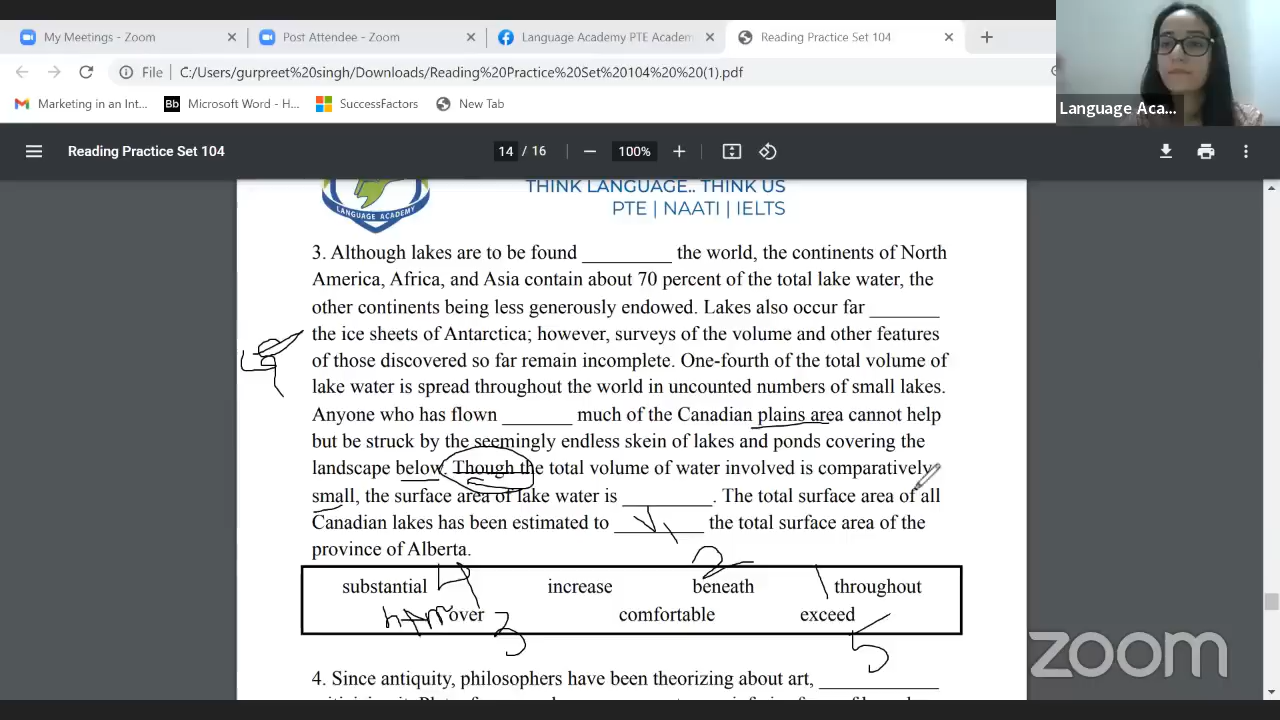 My Meetings - Zoom
Post Attendee - Zoom
Language Academy PTE Academ
Reading Practice Set 104
File
C:/Users/gurpreet%20singh/Downloads/Reading%20Practice%20Set%20104%20%20(1).pdf
Marketing in an Int...
Bb Microsoft Word - H...
SuccessFactors
New Tab
Language Aca...
Reading Practice Set 104
14 / 16
100%
LANGUAGE ACADEMY
THINK LANGUAGE.. THINK US
PTE | NAATI | IELTS
3. Although lakes are to be found _________ the world, the continents of North
America, Africa, and Asia contain about 70 percent of the total lake water, the
other continents being less generously endowed. Lakes also occur far _______
the ice sheets of Antarctica; however, surveys of the volume and other features
of those discovered so far remain incomplete. One-fourth of the total volume of
lake water is spread throughout the world in uncounted numbers of small lakes.
Anyone who has flown _______ much of the Canadian plains area cannot help
but be struck by the seemingly endless skein of lakes and ponds covering the
landscape below. Though the total volume of water involved is comparatively
small, the surface area of lake water is _________. The total surface area of all
Canadian lakes has been estimated to _________ the total surface area of the
province of Alberta.
substantial increase beneath throughout
over comfortable exceed
2
3
5
4. Since antiquity, philosophers have been theorizing about art, ____________
zoom